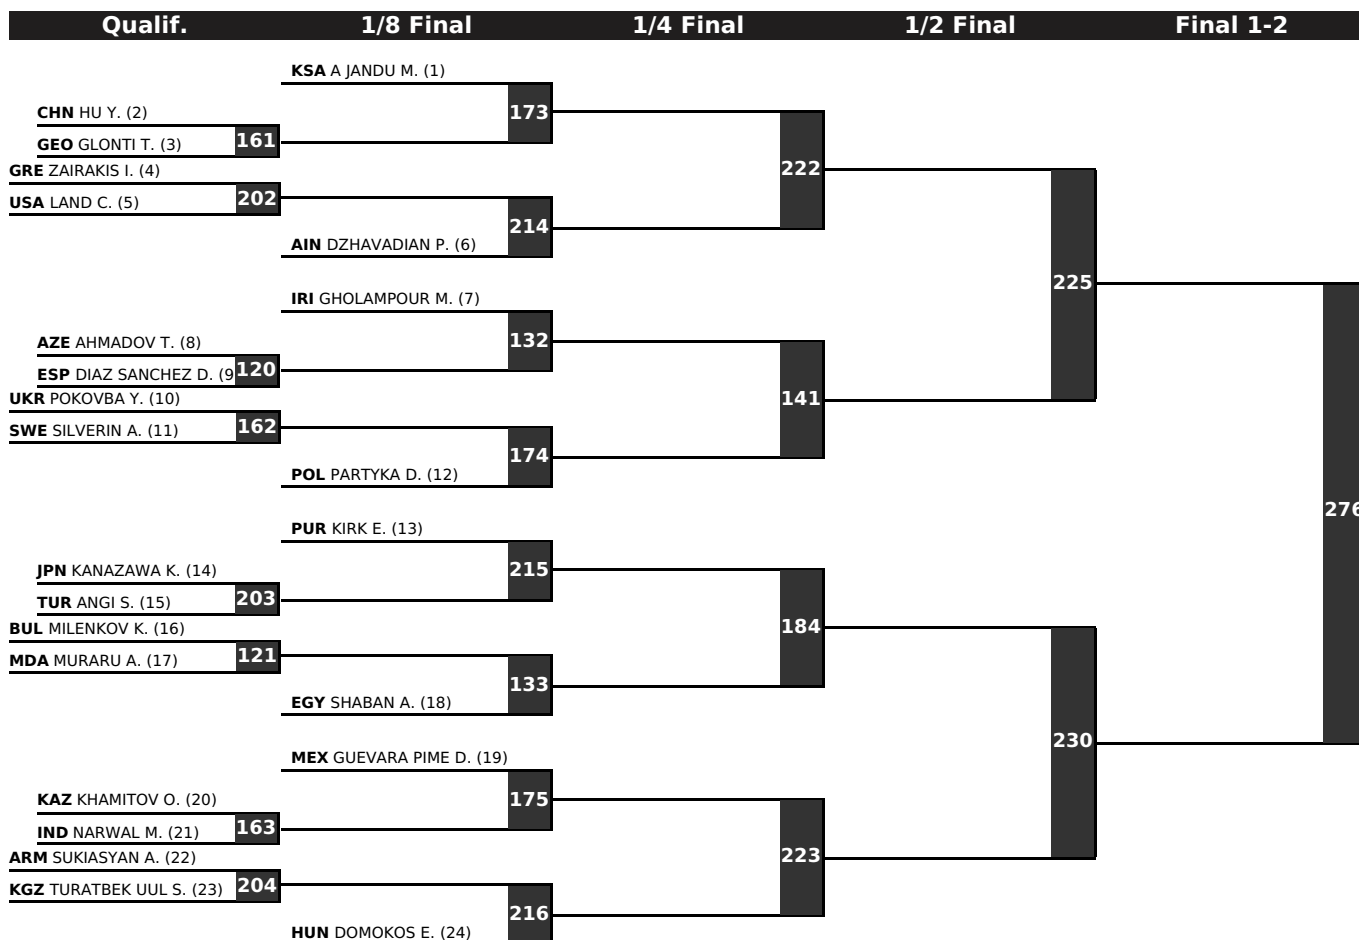 Qualif. 1/8 Final 1/4 Final 1/2 Final Final 1-2
KSA A JANDU M. (1)
173
CHN HU Y. (2)
161
GEO GLONTI T. (3)
GRE ZAIRAKIS I. (4)
222
202
USA LAND C. (5)
214
AIN DZHAVADIAN P. (6)
225
IRI GHOLAMPOUR M. (7)
132
AZE AHMADOV T. (8)
120
ESP DIAZ SANCHEZ D. (9
UKR POKOVBA Y. (10)
141
162
SWE SILVERIN A. (11)
174
POL PARTYKA D. (12)
276
PUR KIRK E. (13)
215
JPN KANAZAWA K. (14)
203
TUR ANGI S. (15)
BUL MILENKOV K. (16)
184
121
MDA MURARU A. (17)
133
EGY SHABAN A. (18)
230
MEX GUEVARA PIME D. (19)
175
KAZ KHAMITOV O. (20)
163
IND NARWAL M. (21)
ARM SUKIASYAN A. (22)
223
204
KGZ TURATBEK UUL S. (23)
216
HUN DOMOKOS E. (24)